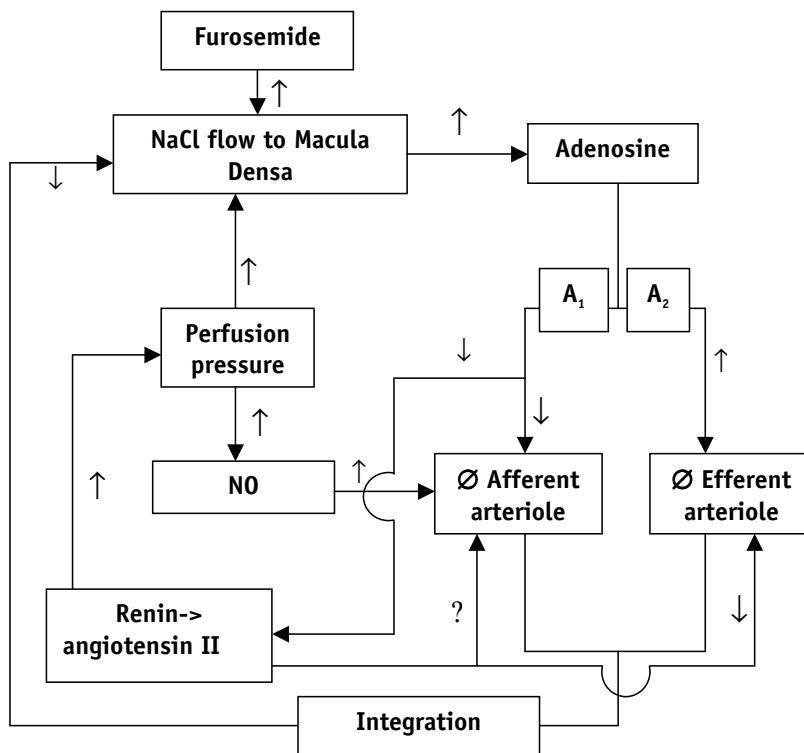 Furosemide
↑
NaCl flow to Macula
Densa
↑
Adenosine
↓
A₁
A₂
↑
Perfusion
pressure
↓
↑
↑
↓
↑
NO
↑
Ø Afferent
arteriole
Ø Efferent
arteriole
↑
Renin->
angiotensin II
?
↓
Integration